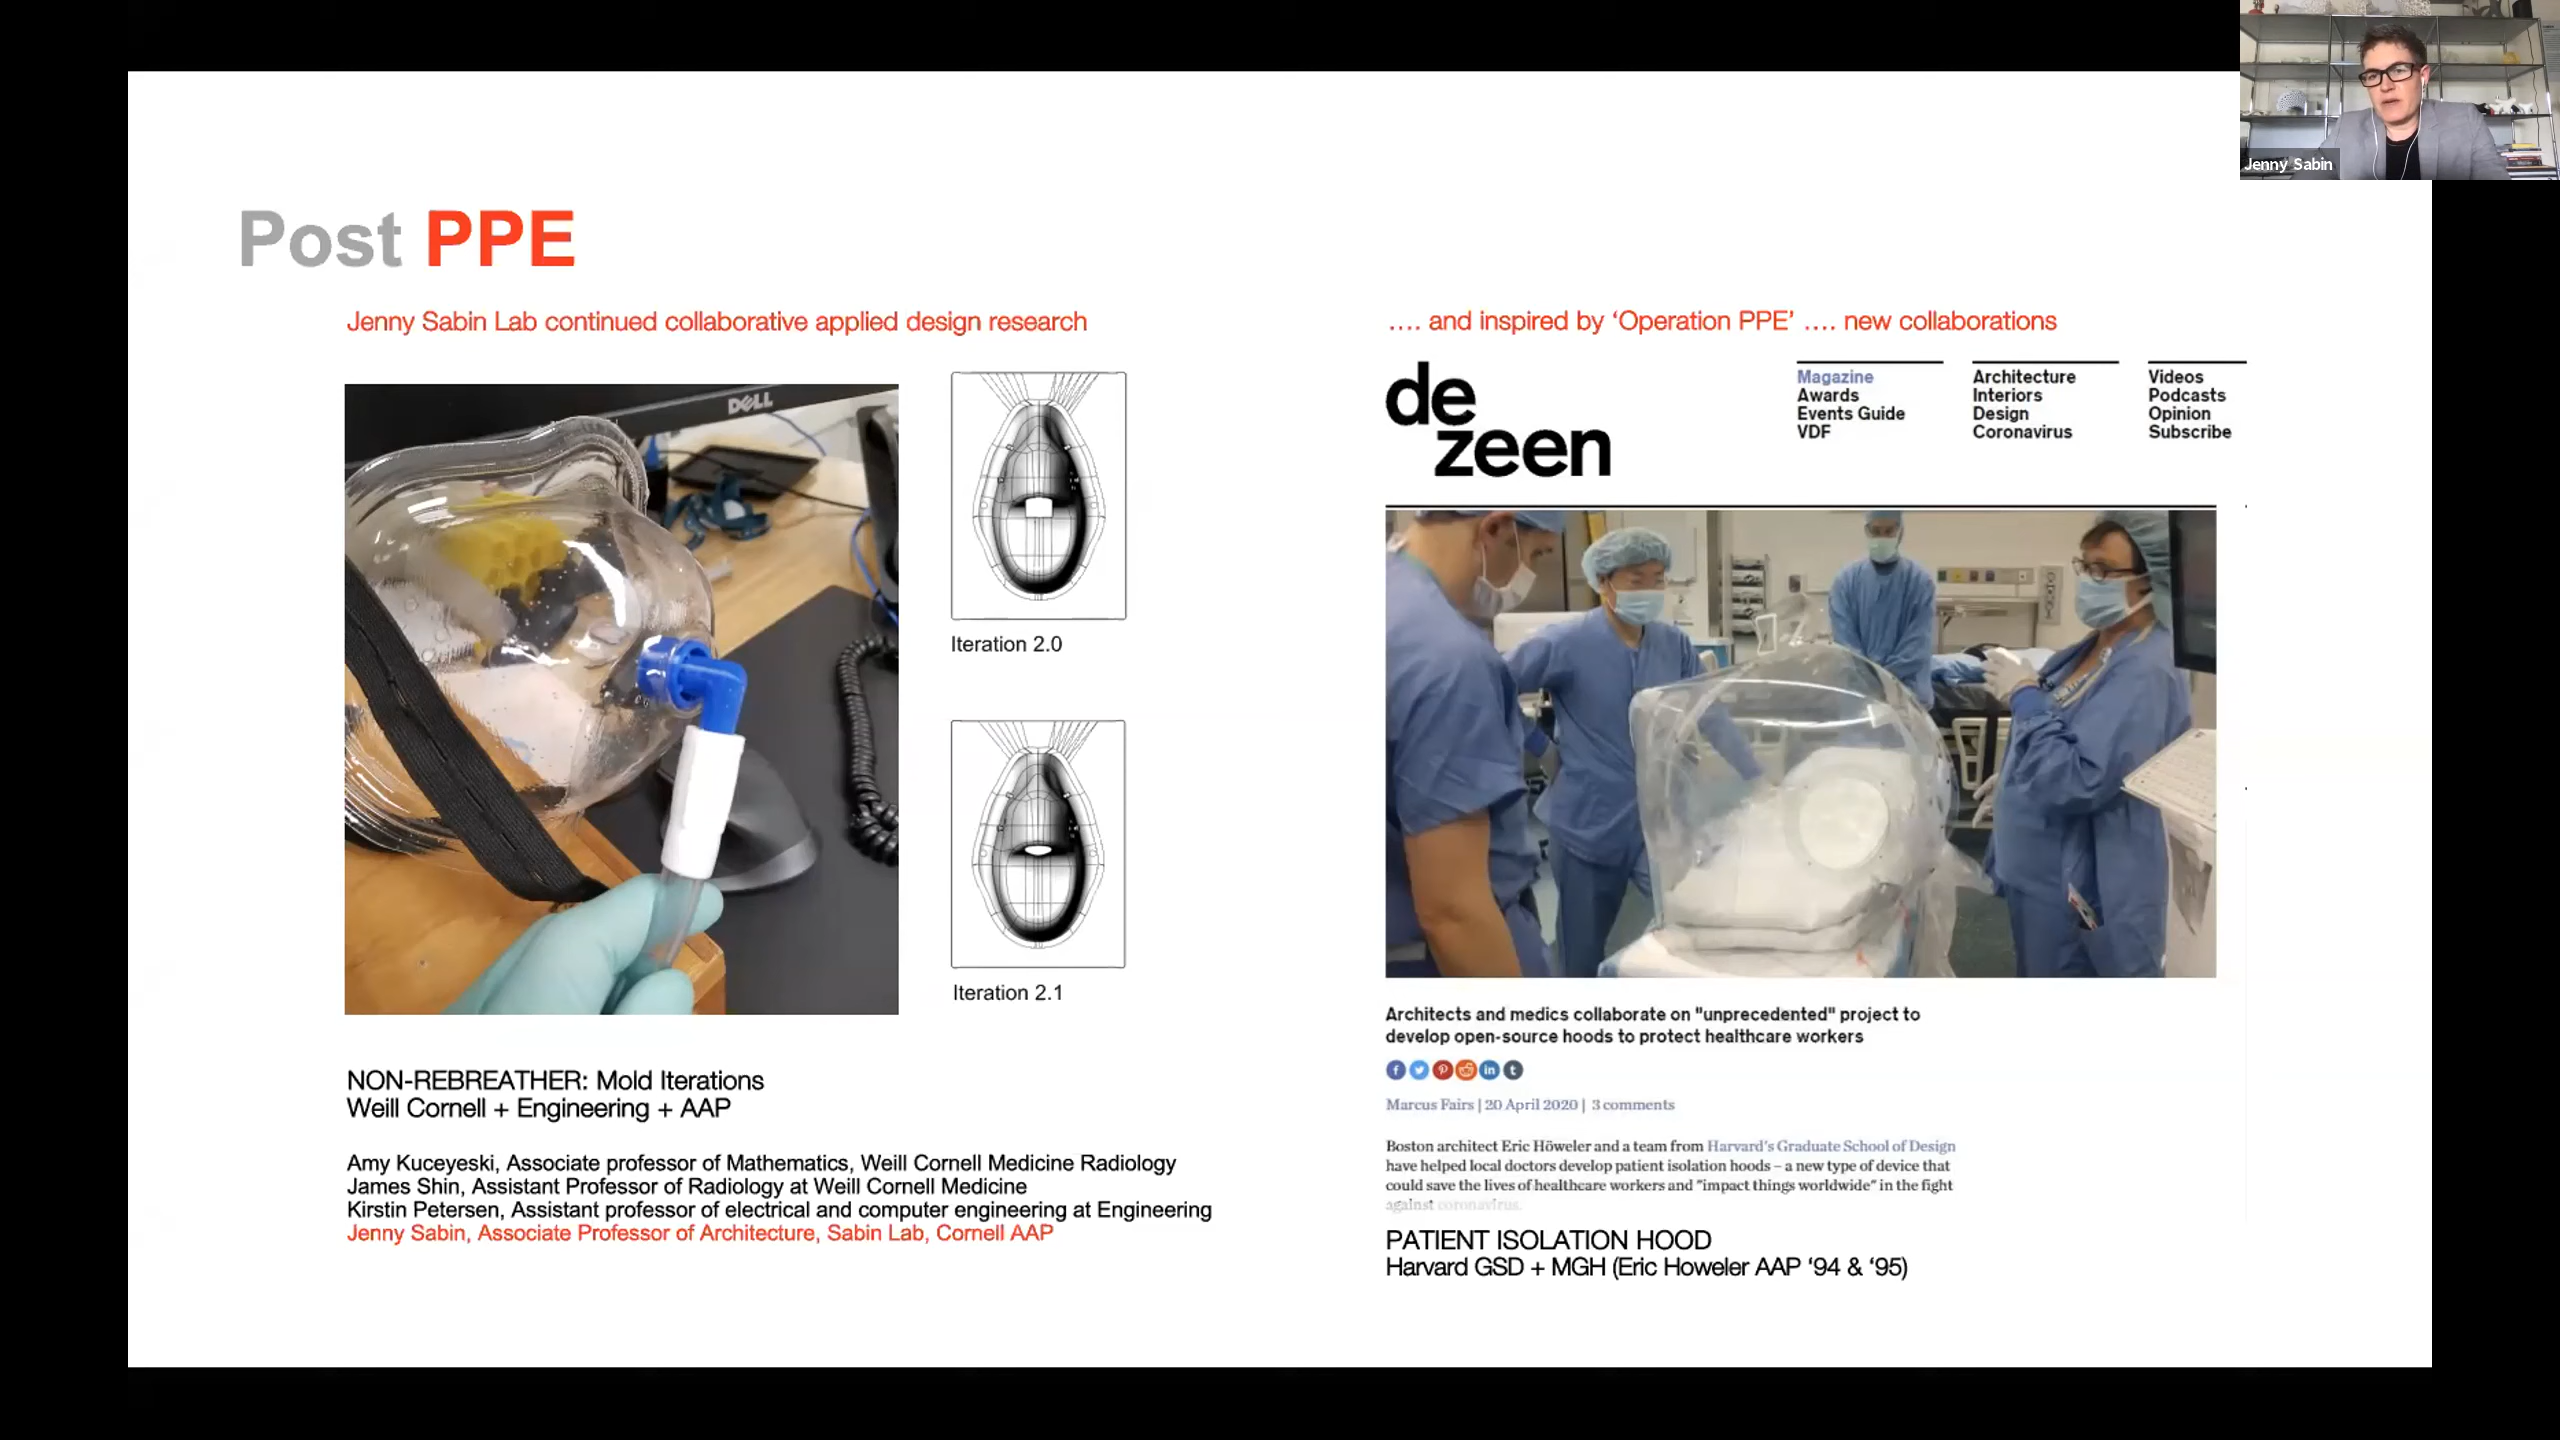 Jenny Sabin
Post PPE
Jenny Sabin Lab continued collaborative applied design research
DELL
Iteration 2.0
Iteration 2.1
NON-REBREATHER: Mold Iterations
Weill Cornell + Engineering + AAP
Amy Kuceyeski, Associate professor of Mathematics, Weill Cornell Medicine Radiology
James Shin, Assistant Professor of Radiology at Weill Cornell Medicine
Kirstin Petersen, Assistant professor of electrical and computer engineering at Engineering
Jenny Sabin, Associate Professor of Architecture, Sabin Lab, Cornell AAP
.... and inspired by ‘Operation PPE’ .... new collaborations
de
zeen
Magazine
Awards
Events Guide
VDF
Architecture
Interiors
Design
Coronavirus
Videos
Podcasts
Opinion
Subscribe
Architects and medics collaborate on "unprecedented" project to
develop open-source hoods to protect healthcare workers
Marcus Fairs | 20 April 2020 | 3 comments
Boston architect Eric Höweler and a team from Harvard's Graduate School of Design
have helped local doctors develop patient isolation hoods – a new type of device that
could save the lives of healthcare workers and "impact things worldwide" in the fight
against coronavirus.
PATIENT ISOLATION HOOD
Harvard GSD + MGH (Eric Howeler AAP ‘94 & ‘95)